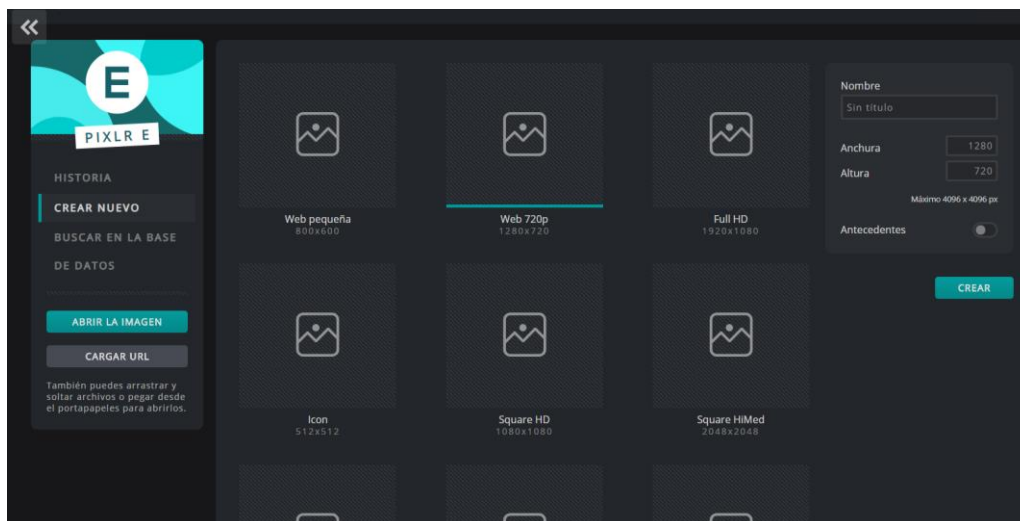 E
PIXLR E
HISTORIA
CREAR NUEVO
BUSCAR EN LA BASE
DE DATOS
ABRIR LA IMAGEN
CARGAR URL
También puedes arrastrar y
soltar archivos o pegar desde
el portapapeles para abrirlos.
Web pequeña
800x600
Web 720p
1280x720
Full HD
1920x1080
Icon
512x512
Square HD
1080x1080
Square HiMed
2048x2048
Nombre
Sin titulo
Anchura 1280
Altura 720
Máximo 4096 x 4096 px
Antecedentes
CREAR